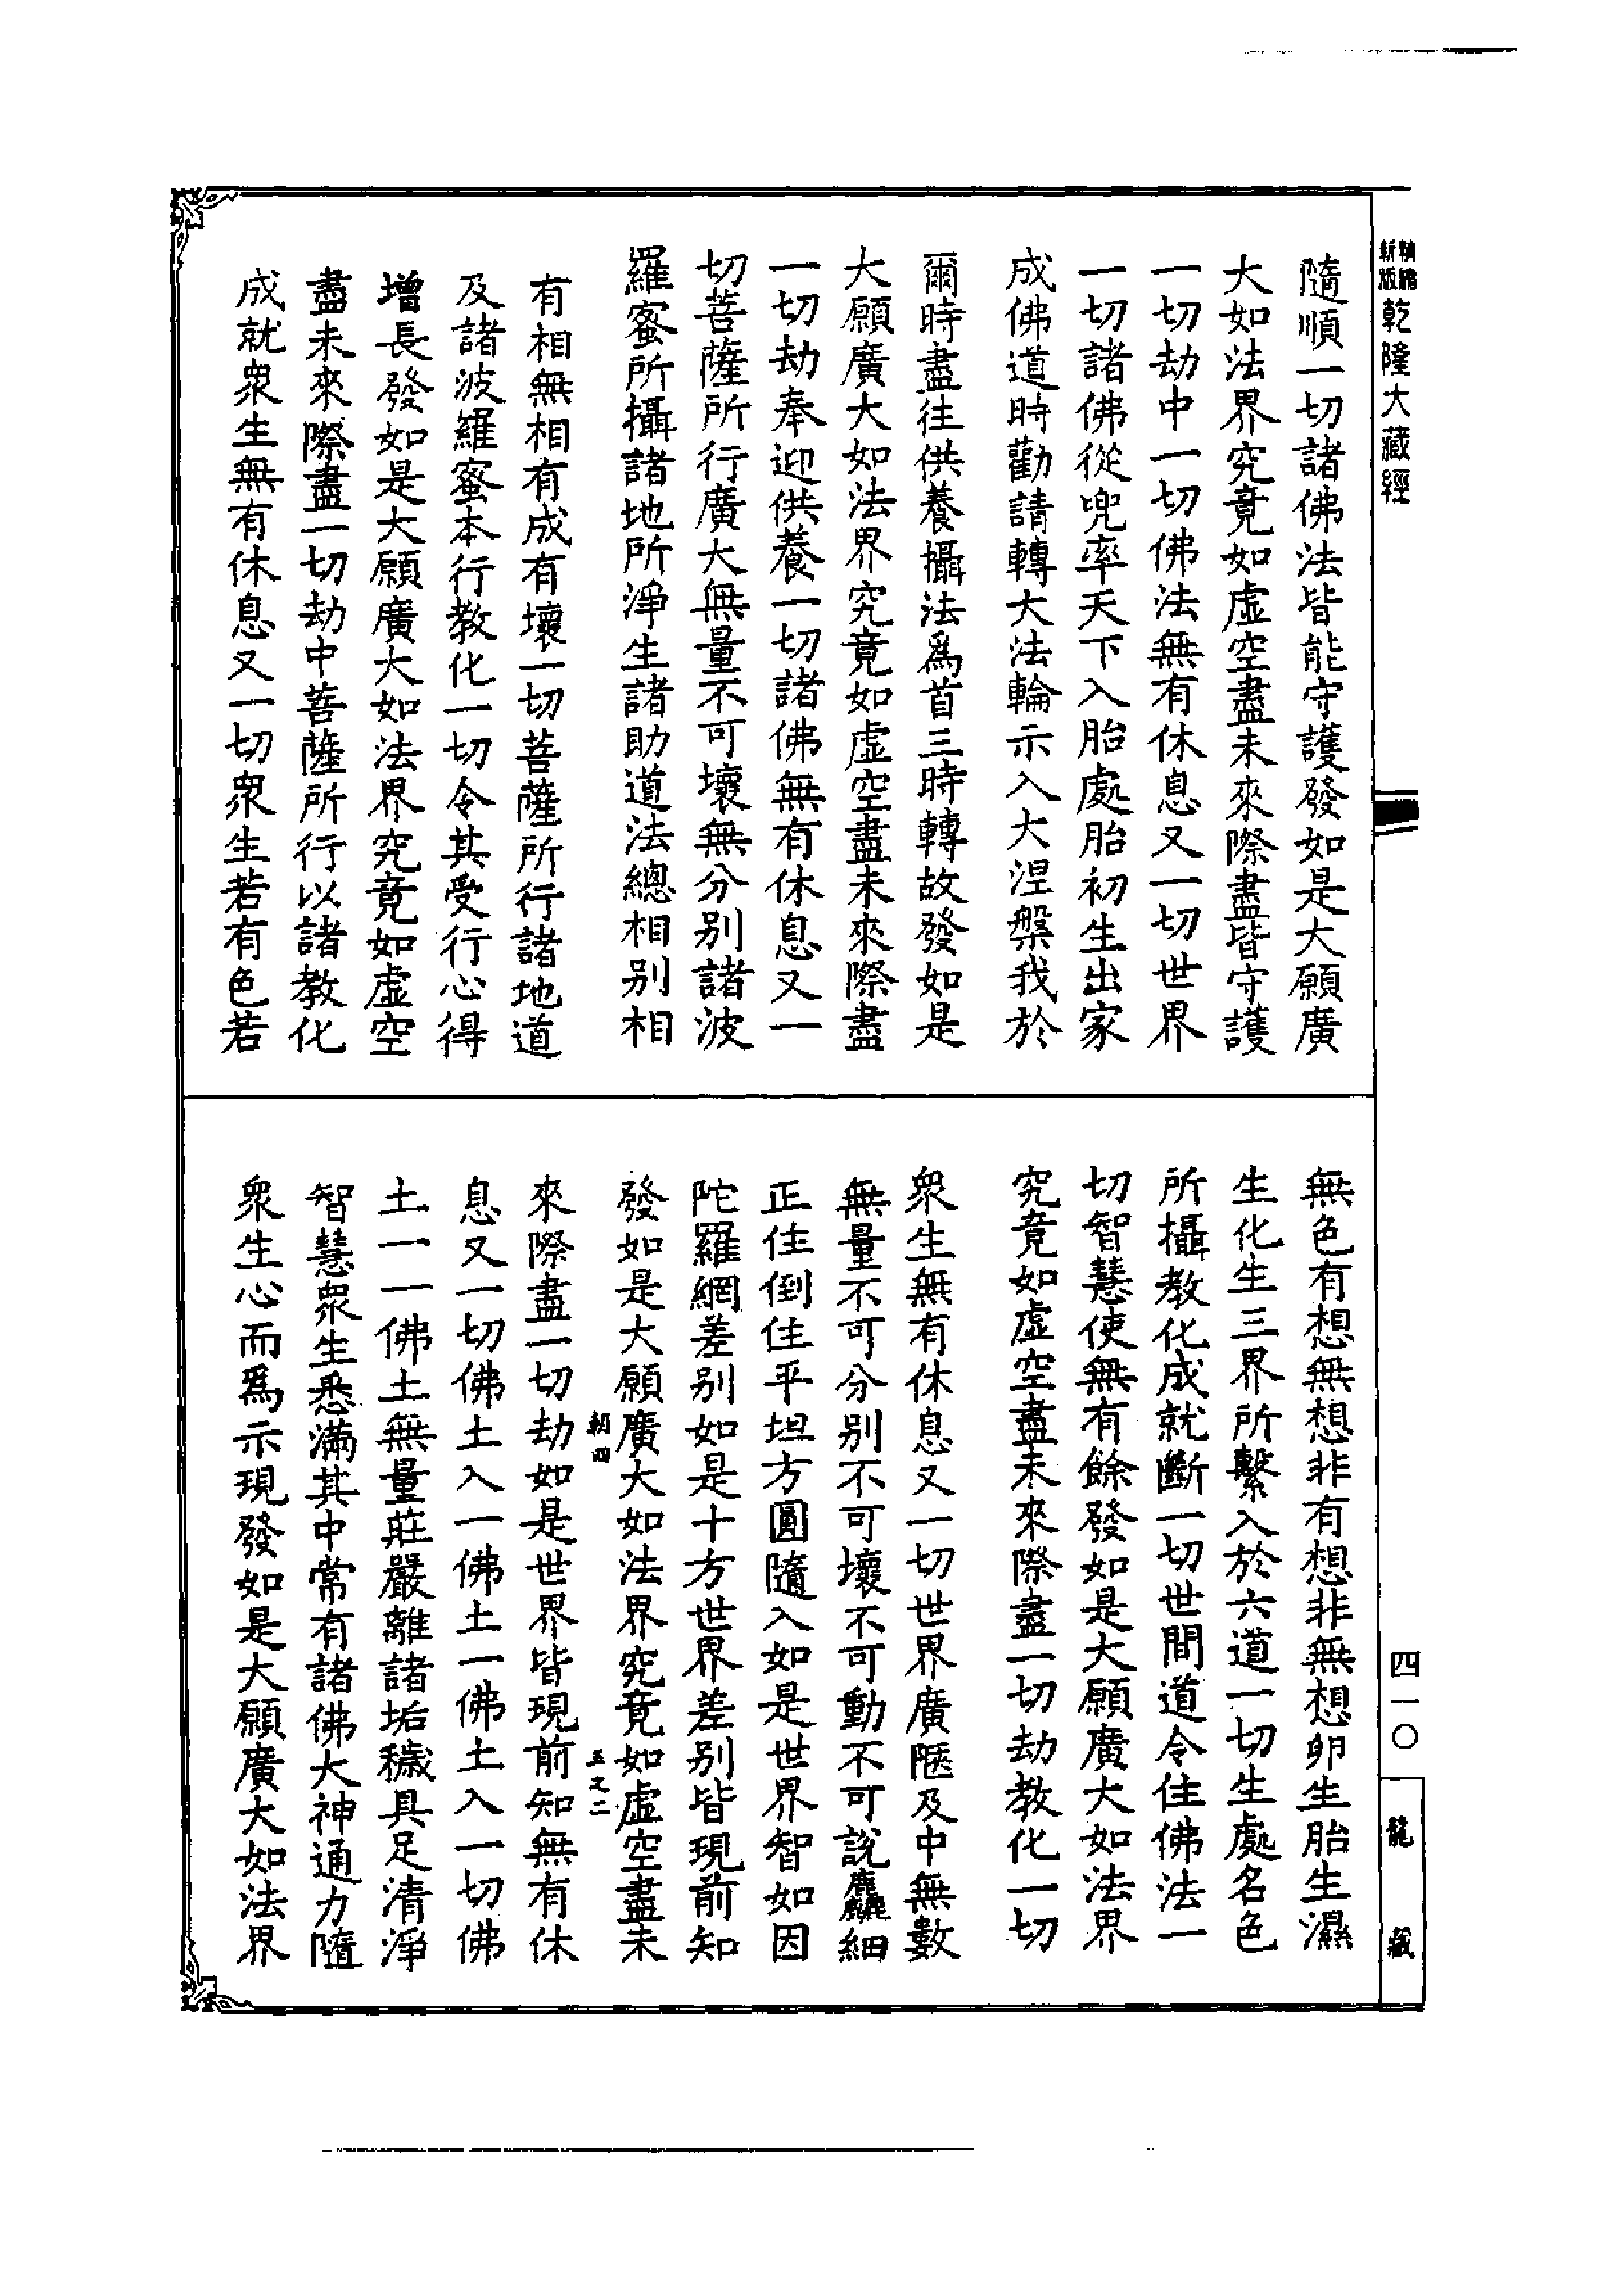 精縮新版乾隆大藏經
隨順一切諸佛法皆能守護發如是大願廣
大如法界究竟如虛空盡未來際盡皆守護
一切劫中一切佛法無有休息又一切世界
一切諸佛從兜率天下入胎處胎初生出家
成佛道時勸請轉大法輪示入大涅槃我於
爾時盡往供養攝法爲首三時轉故發如是
大願廣大如法界究竟如虛空盡未來際盡
一切劫奉迎供養一切諸佛無有休息又一
切菩薩所行廣大無量不可壞無分别諸波
羅蜜所攝諸地所淨生諸助道法總相别相
有相無相有成有壞一切菩薩所行諸地道
及諸波羅蜜本行教化一切令其受行心得
增長發如是大願廣大如法界究竟如虛空
盡未來際盡一切劫中菩薩所行以諸教化
成就衆生無有休息又一切衆生若有色若
無色有想無想非有想非無想卵生胎生濕
生化生三界所繫入於六道一切生處名色
所攝教化成就斷一切世間道令住佛法一
切智慧使無有餘發如是大願廣大如法界
究竟如虛空盡未來際盡一切劫教化一切
衆生無有休息又一切世界廣陿及中無數
無量不可分别不可壞不可動不可說麤細
正住倒住平坦方圓隨入如是世界智如因
陀羅網差别如是十方世界差别皆現前知
發如是大願廣大如法界究竟如虛空盡未
朝四 五之二
來際盡一切劫如是世界皆現前知無有休
息又一切佛土入一佛土一佛土入一切佛
土一一佛土無量莊嚴離諸垢穢具足清淨
智慧衆生悉滿其中常有諸佛大神通力隨
衆生心而爲示現發如是大願廣大如法界
四一〇
龍藏